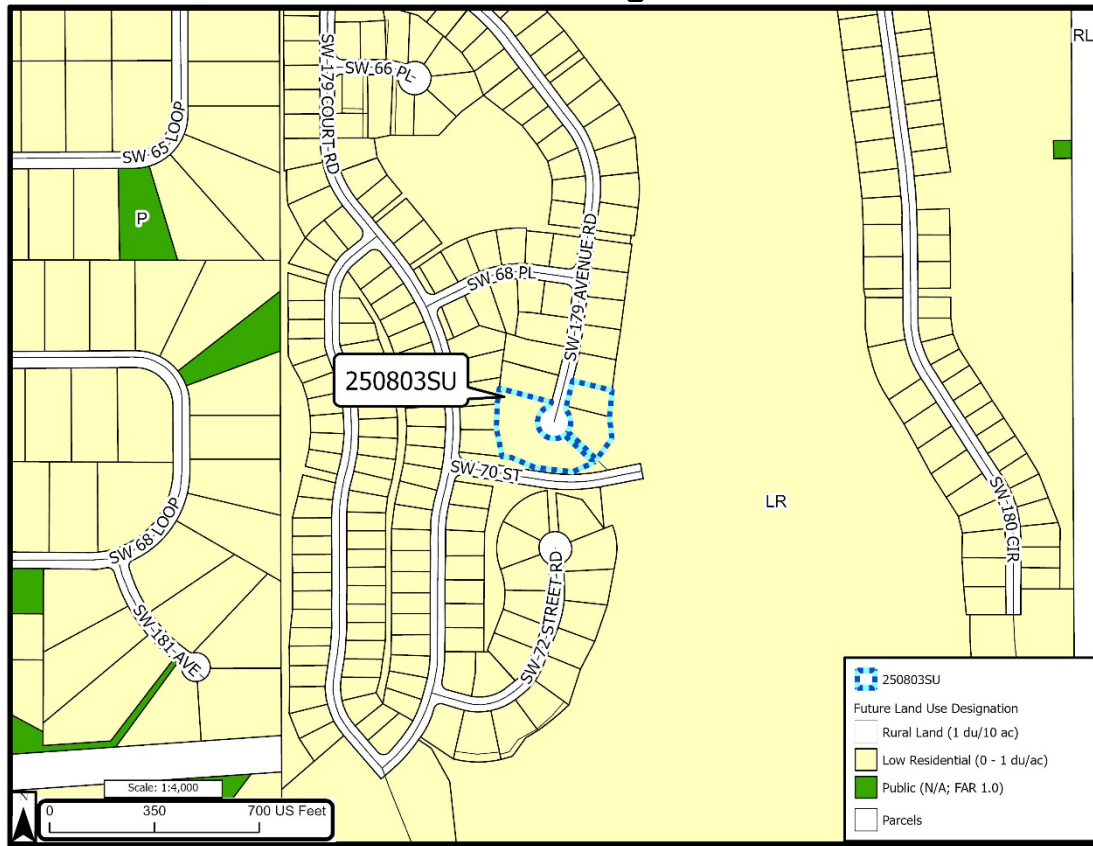 RL
SW 66 PL
SW 179 COURT RD
SW 65 LOOP
P
SW 179 AVENUE RD
SW 68 PL
250803SU
SW 70 ST
LR
SW 180 CIR
SW 68 LOOP
SW 72 STREET RD
SW 181 AVE
250803SU
Future Land Use Designation
Rural Land (1 du/10 ac)
Low Residential (0 - 1 du/ac)
Public (N/A; FAR 1.0)
Parcels
Scale: 1:4,000
0 350 700 US Feet